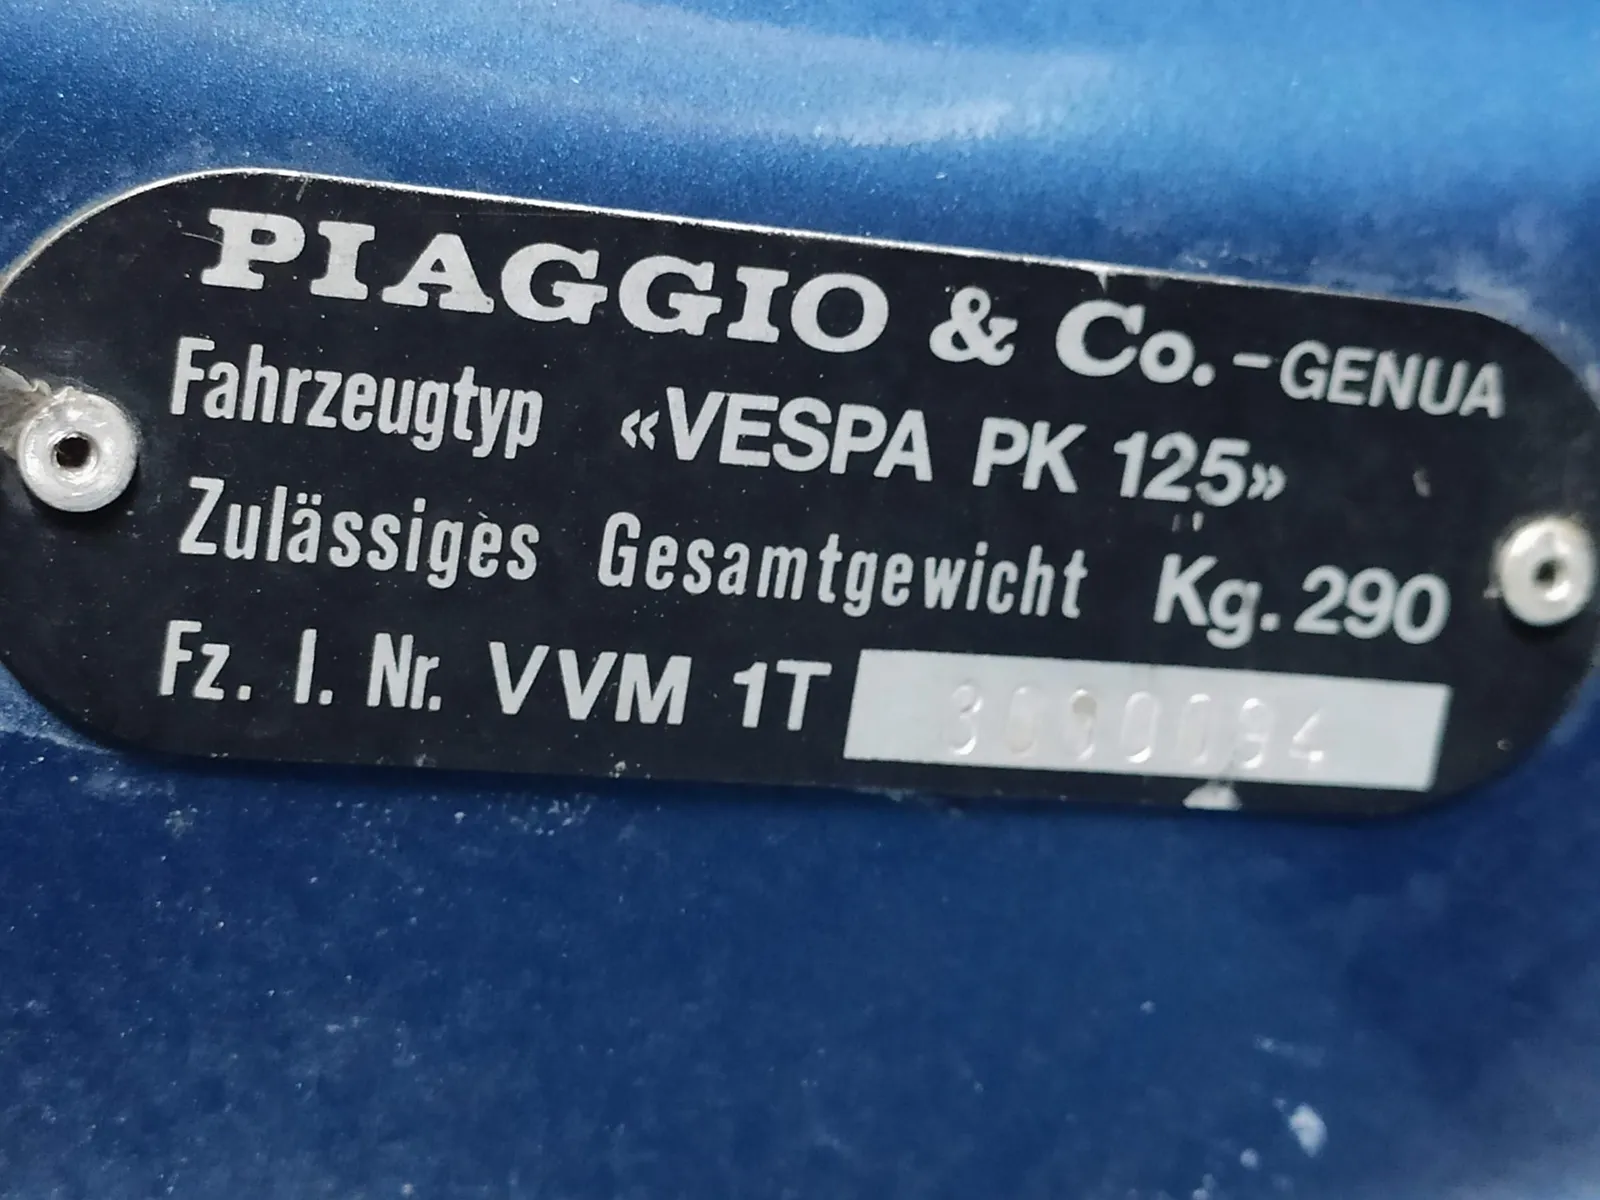 PIAGGIO & Co. - GENUA
Fahrzeugtyp «VESPA PK 125»
Zulässiges Gesamtgewicht Kg. 290
Fz. I. Nr. VVM 1T